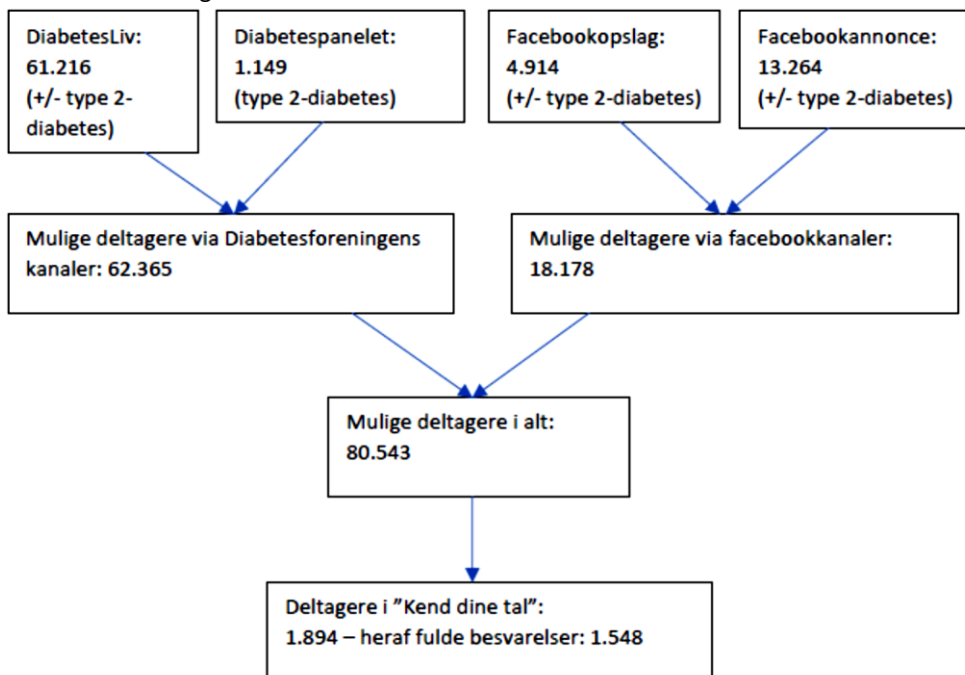 DiabetesLiv:
61.216
(+/- type 2-
diabetes)
Diabetespanelet:
1.149
(type 2-diabetes)
Facebookopslag:
4.914
(+/- type 2-diabetes)
Facebookannonce:
13.264
(+/- type 2-diabetes)
Mulige deltagere via Diabetesforeningens
kanaler: 62.365
Mulige deltagere via facebookkanaler:
18.178
Mulige deltagere i alt:
80.543
Deltagere i ”Kend dine tal”:
1.894 – heraf fulde besvarelser: 1.548